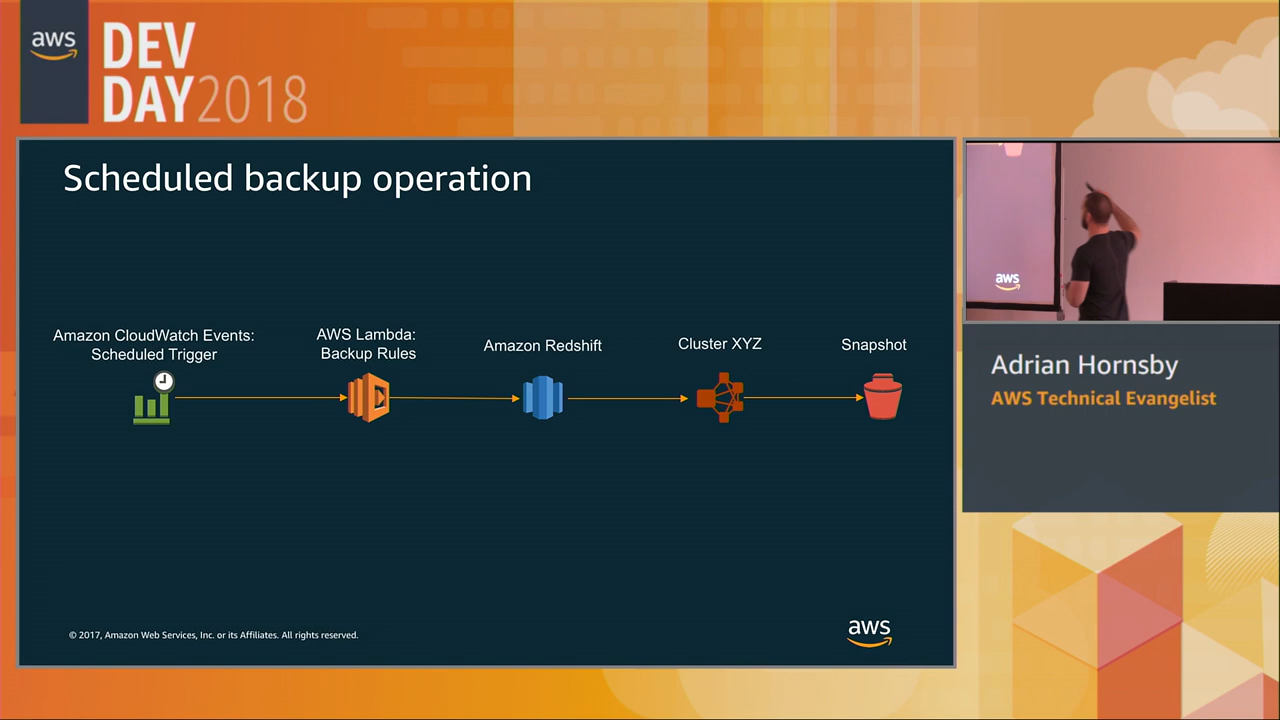 aws
DEV
DAY2018
Scheduled backup operation
Amazon CloudWatch Events:
Scheduled Trigger
AWS Lambda:
Backup Rules
Amazon Redshift
Cluster XYZ
Snapshot
© 2017, Amazon Web Services, Inc. or its Affiliates. All rights reserved.
aws
aws
Adrian Hornsby
AWS Technical Evangelist